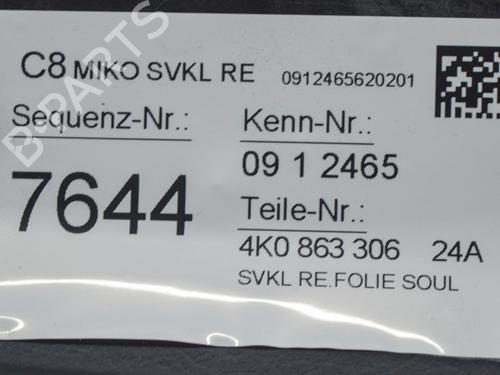 C8 MIKO SVKL RE 0912465620201
Sequenz-Nr.: Kenn-Nr.:
7644 09 1 2465
Teile-Nr.:
4K0 863 306 24A
SVKL RE.FOLIE SOUL
B-PARTS